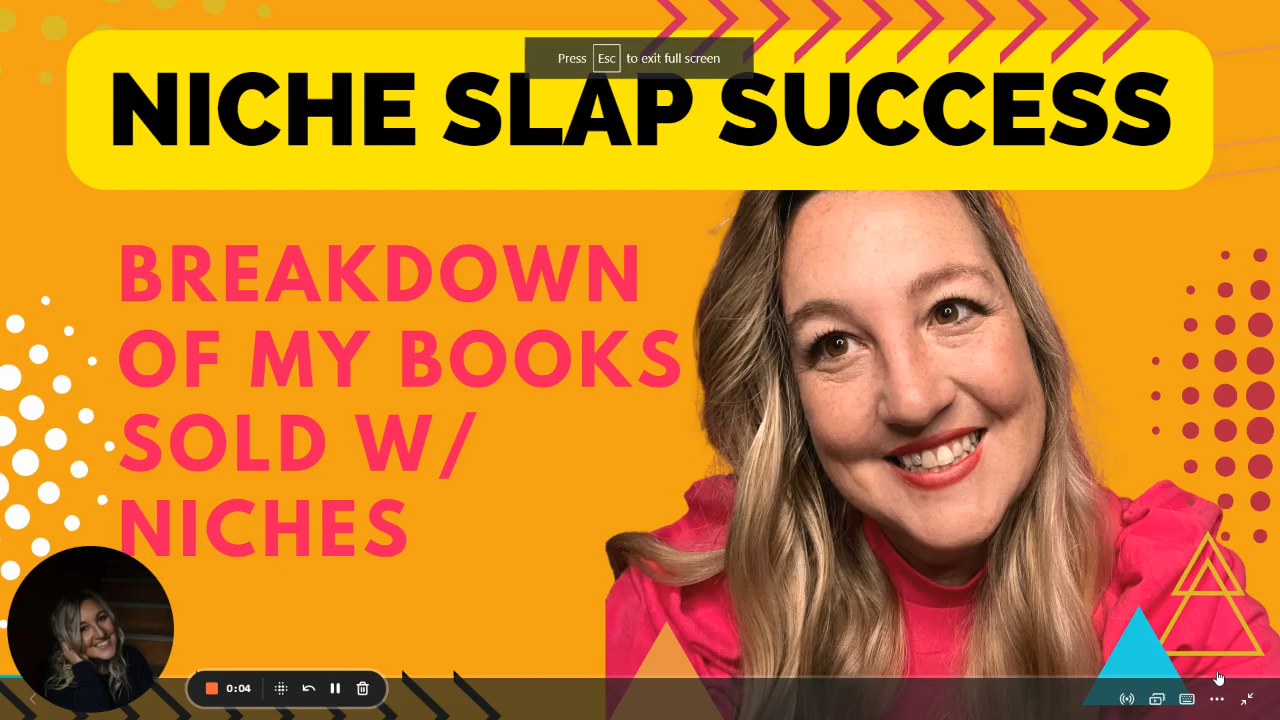 Press Esc to exit full screen
NICHE SLAP SUCCESS
BREAKDOWN
OF MY BOOKS
SOLD W/
NICHES
0:04